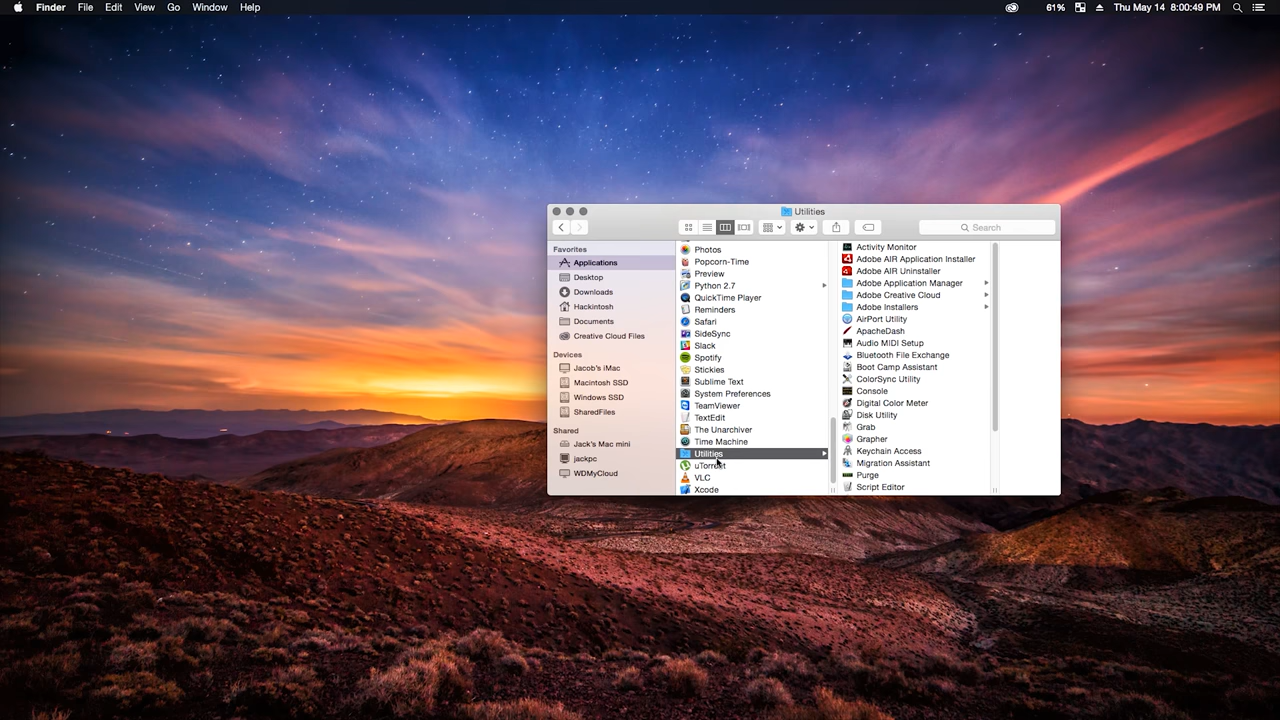 Finder File Edit View Go Window Help
61% Thu May 14 8:00:49 PM
Utilities
Search
Favorites
Applications
Desktop
Downloads
Hackintosh
Documents
Creative Cloud Files
Devices
Jacob's iMac
Macintosh SSD
Windows SSD
SharedFiles
Shared
Jack's Mac mini
jackpc
WDMyCloud
Photos
Popcorn-Time
Preview
Python 2.7
QuickTime Player
Reminders
Safari
SideSync
Slack
Spotify
Stickies
Sublime Text
System Preferences
TeamViewer
TextEdit
The Unarchiver
Time Machine
Utilities
uTorrent
VLC
Xcode
Activity Monitor
Adobe AIR Application Installer
Adobe AIR Uninstaller
Adobe Application Manager
Adobe Creative Cloud
Adobe Installers
AirPort Utility
ApacheDash
Audio MIDI Setup
Bluetooth File Exchange
Boot Camp Assistant
ColorSync Utility
Console
Digital Color Meter
Disk Utility
Grab
Grapher
Keychain Access
Migration Assistant
Purge
Script Editor